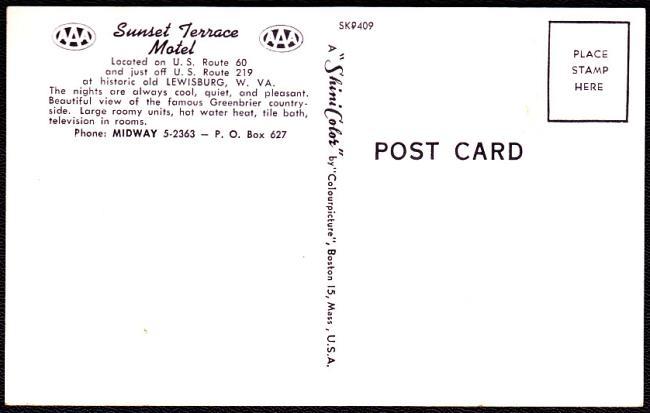 AAA
Sunset Terrace
Motel
AAA
Located on U. S. Route 60
and just off U. S. Route 219
at historic old LEWISBURG, W. VA.
The nights are always cool, quiet, and pleasant.
Beautiful view of the famous Greenbrier country-
side. Large roomy units, hot water heat, tile bath,
television in rooms.
Phone: MIDWAY 5-2363 — P. O. Box 627
SK9409
A "ShiniColor" by "Colourpicture", Boston 15, Mass., U.S.A.
POST CARD
PLACE
STAMP
HERE